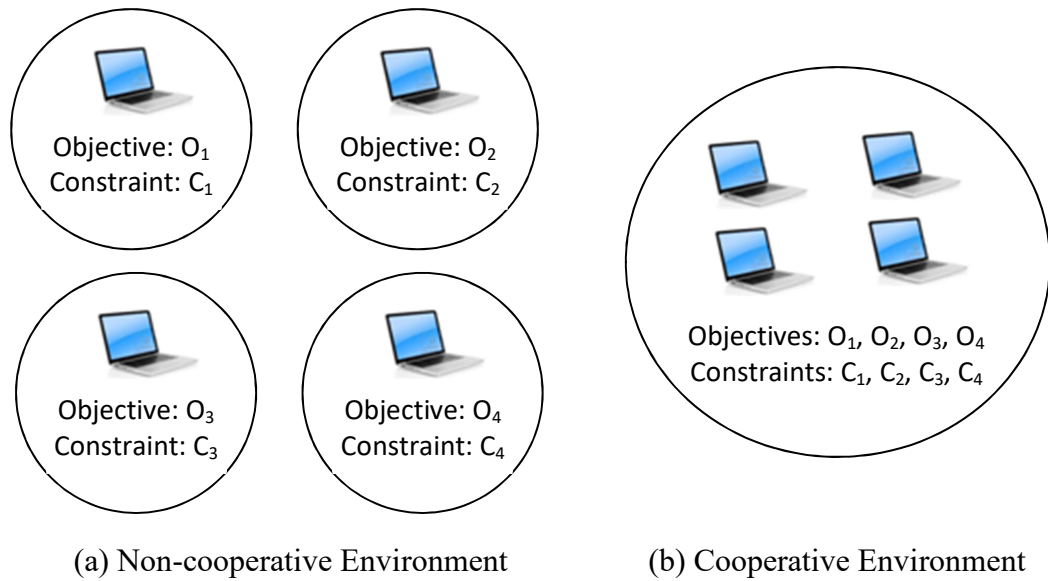 Objective: O₁
Constraint: C₁
Objective: O₂
Constraint: C₂
Objective: O₃
Constraint: C₃
Objective: O₄
Constraint: C₄
(a) Non-cooperative Environment
Objectives: O₁, O₂, O₃, O₄
Constraints: C₁, C₂, C₃, C₄
(b) Cooperative Environment